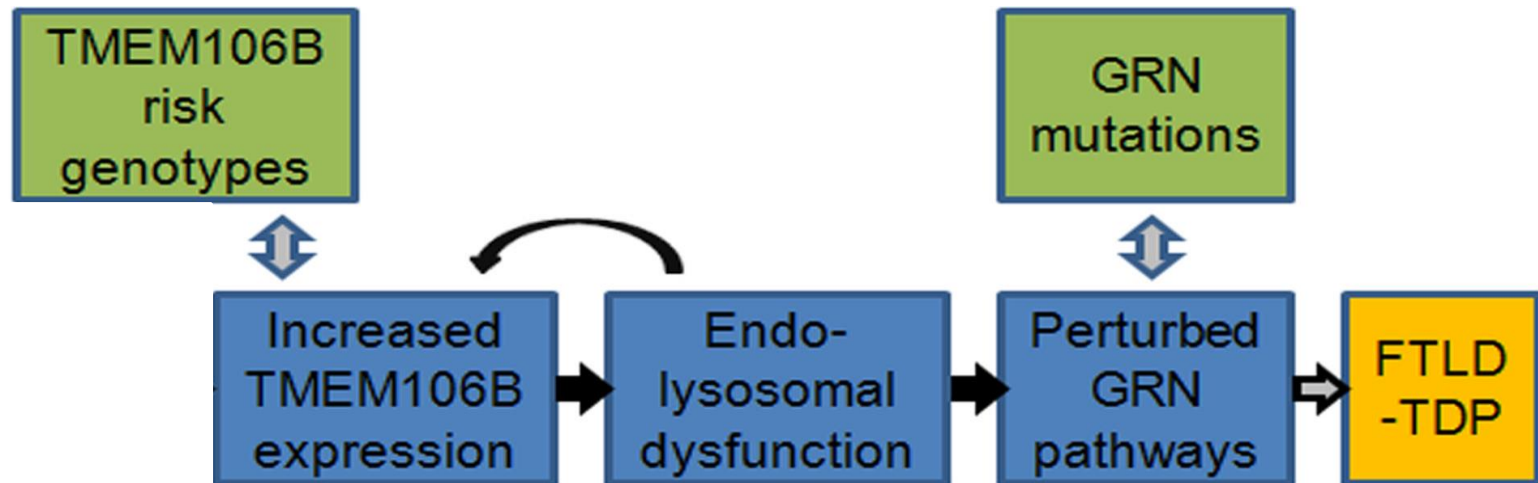 TMEM106B
risk
genotypes
GRN
mutations
Increased
TMEM106B
expression
Endo-
lysosomal
dysfunction
Perturbed
GRN
pathways
FTLD
-TDP